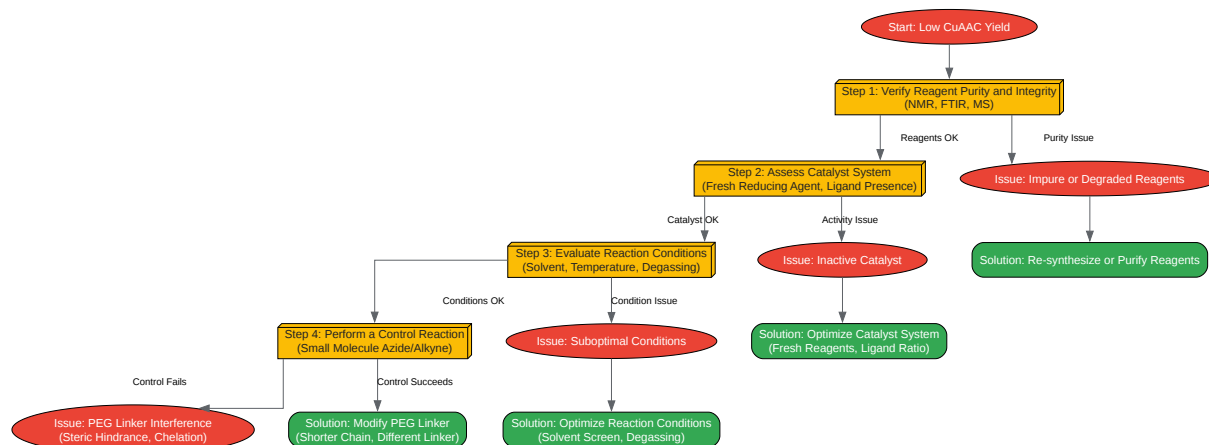 Start: Low CuAAC Yield
Step 1: Verify Reagent Purity and Integrity
(NMR, FTIR, MS)
Reagents OK
Purity Issue
Step 2: Assess Catalyst System
(Fresh Reducing Agent, Ligand Presence)
Issue: Impure or Degraded Reagents
Catalyst OK
Activity Issue
Step 3: Evaluate Reaction Conditions
(Solvent, Temperature, Degassing)
Issue: Inactive Catalyst
Solution: Re-synthesize or Purify Reagents
Conditions OK
Condition Issue
Step 4: Perform a Control Reaction
(Small Molecule Azide/Alkyne)
Issue: Suboptimal Conditions
Solution: Optimize Catalyst System
(Fresh Reagents, Ligand Ratio)
Control Fails
Control Succeeds
Issue: PEG Linker Interference
(Steric Hindrance, Chelation)
Solution: Modify PEG Linker
(Shorter Chain, Different Linker)
Solution: Optimize Reaction Conditions
(Solvent Screen, Degassing)